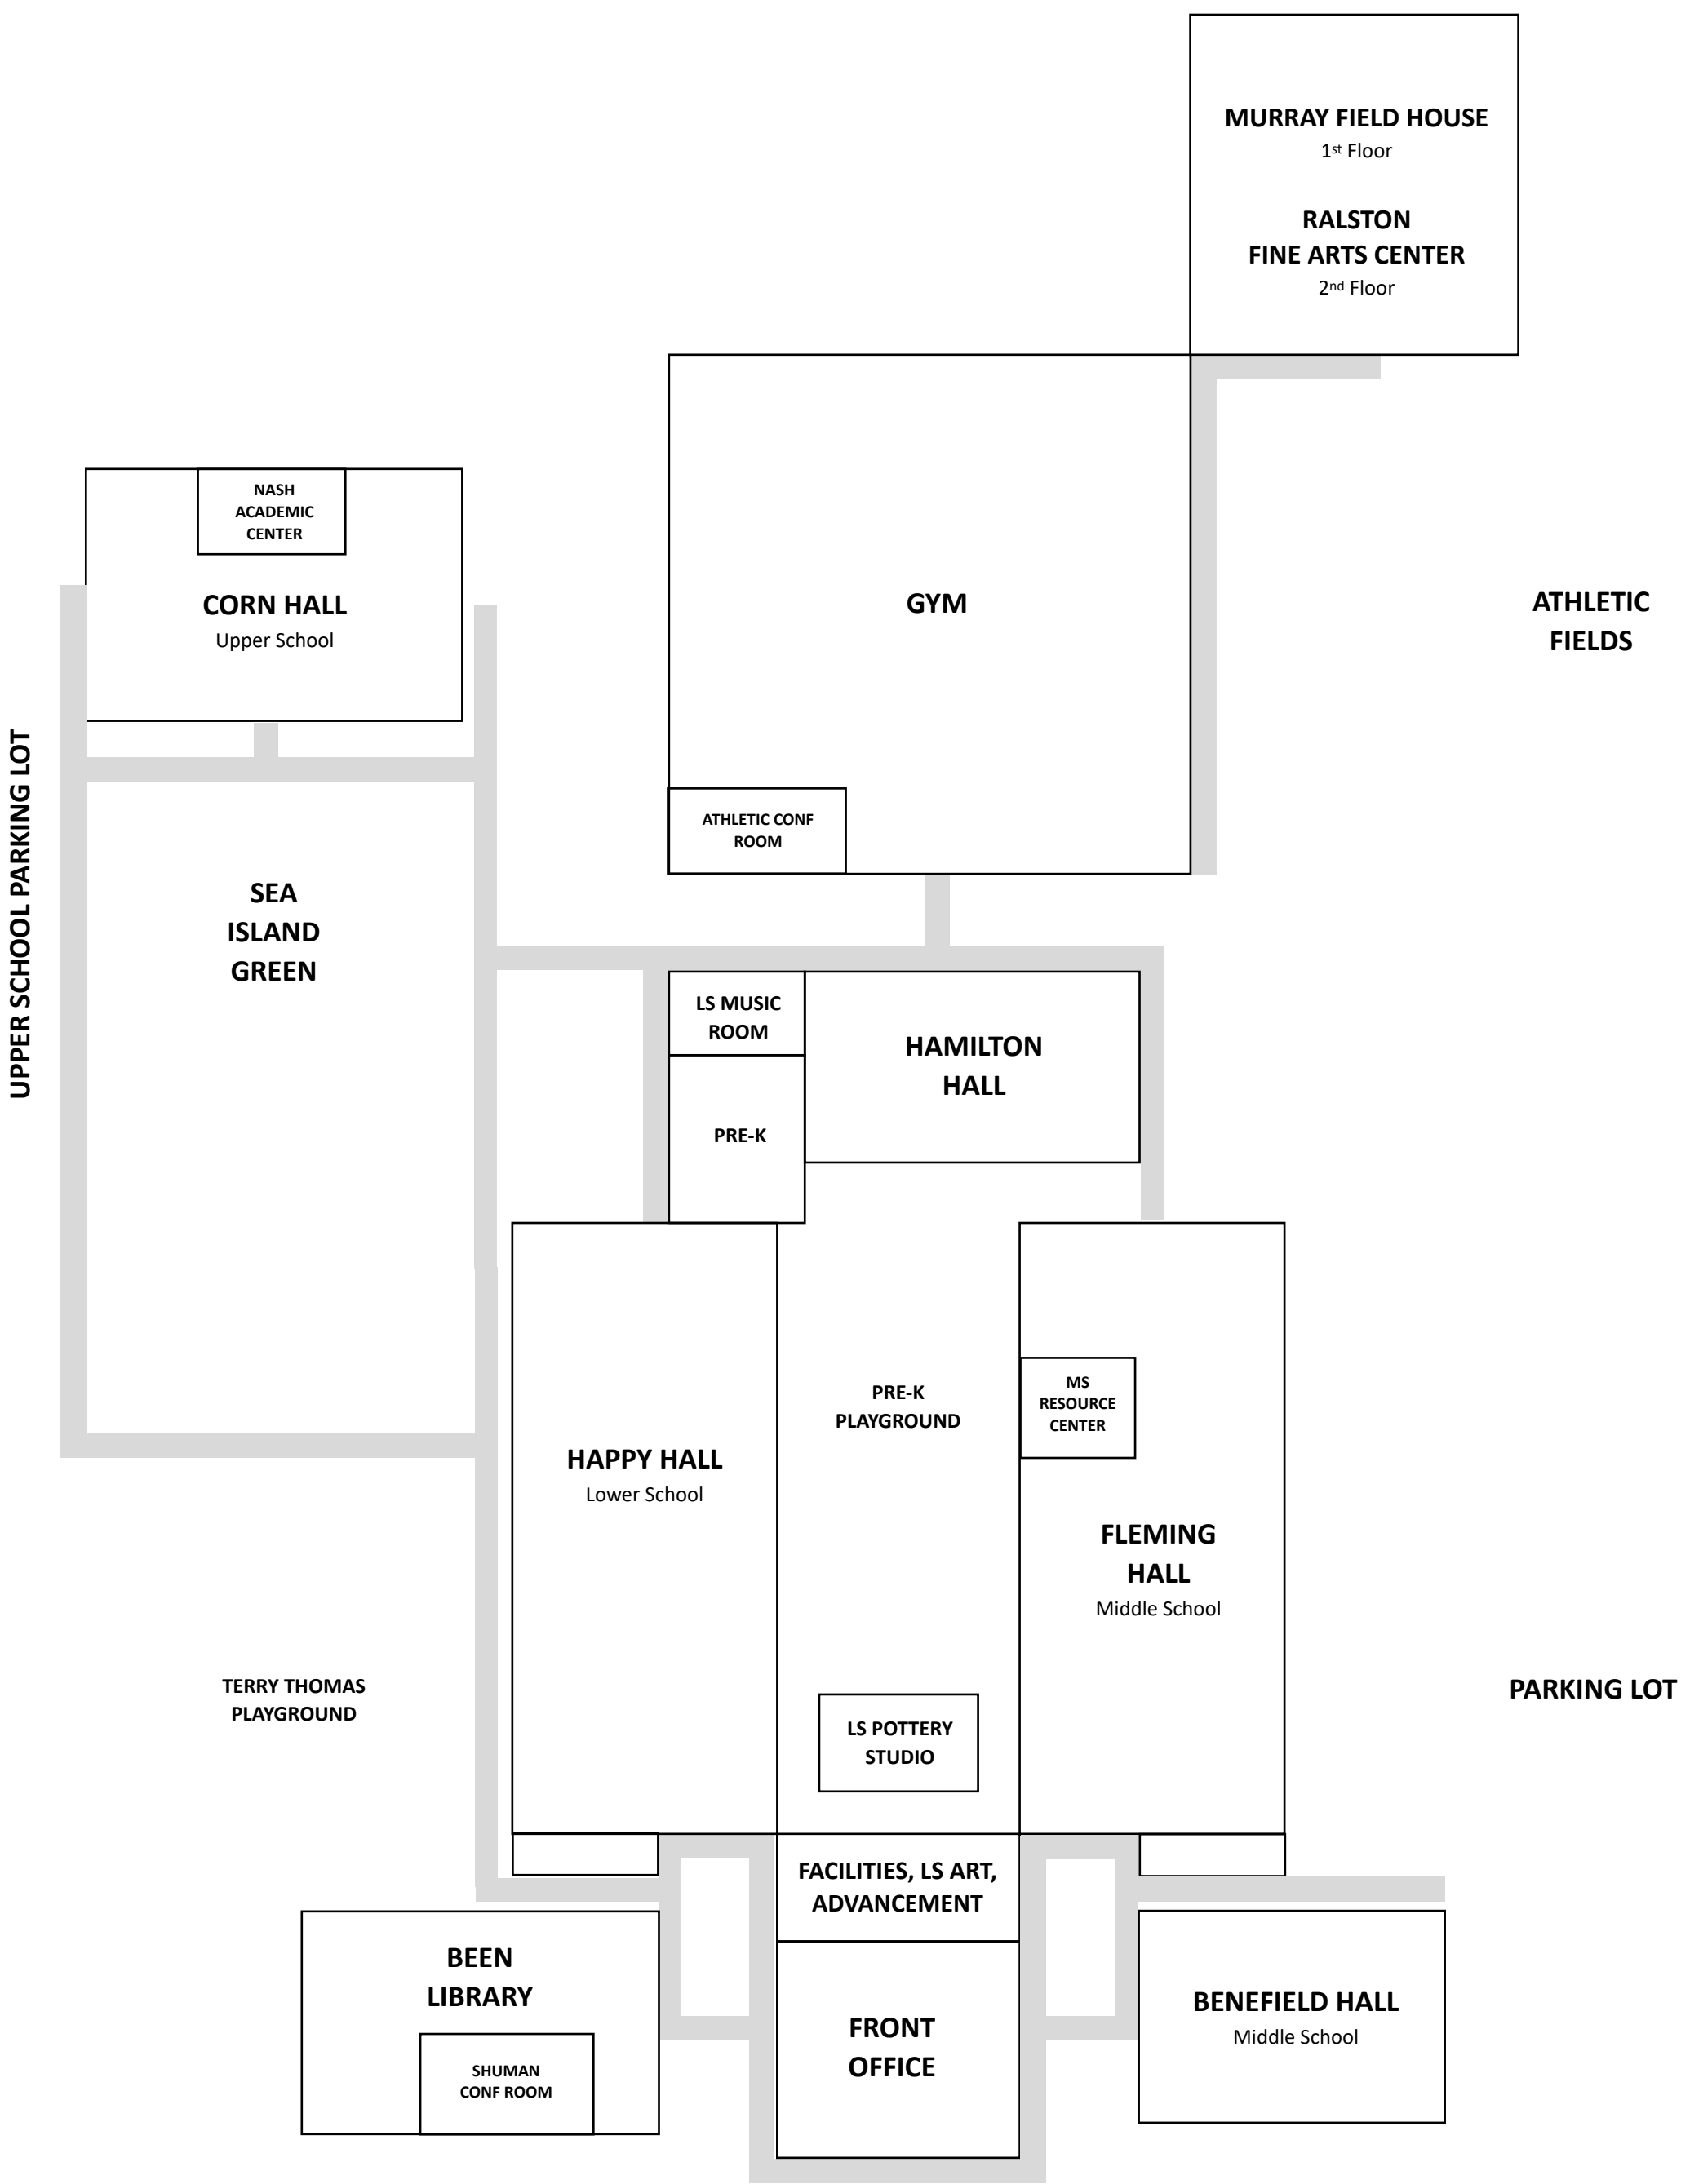 MURRAY FIELD HOUSE
1st Floor
RALSTON
FINE ARTS CENTER
2nd Floor
NASH
ACADEMIC
CENTER
CORN HALL
Upper School
GYM
ATHLETIC
FIELDS
UPPER SCHOOL PARKING LOT
ATHLETIC CONF
ROOM
SEA
ISLAND
GREEN
LS MUSIC
ROOM
HAMILTON
HALL
PRE-K
PRE-K
PLAYGROUND
MS
RESOURCE
CENTER
HAPPY HALL
Lower School
FLEMING
HALL
Middle School
TERRY THOMAS
PLAYGROUND
LS POTTERY
STUDIO
PARKING LOT
FACILITIES, LS ART,
ADVANCEMENT
BEEN
LIBRARY
SHUMAN
CONF ROOM
FRONT
OFFICE
BENEFIELD HALL
Middle School